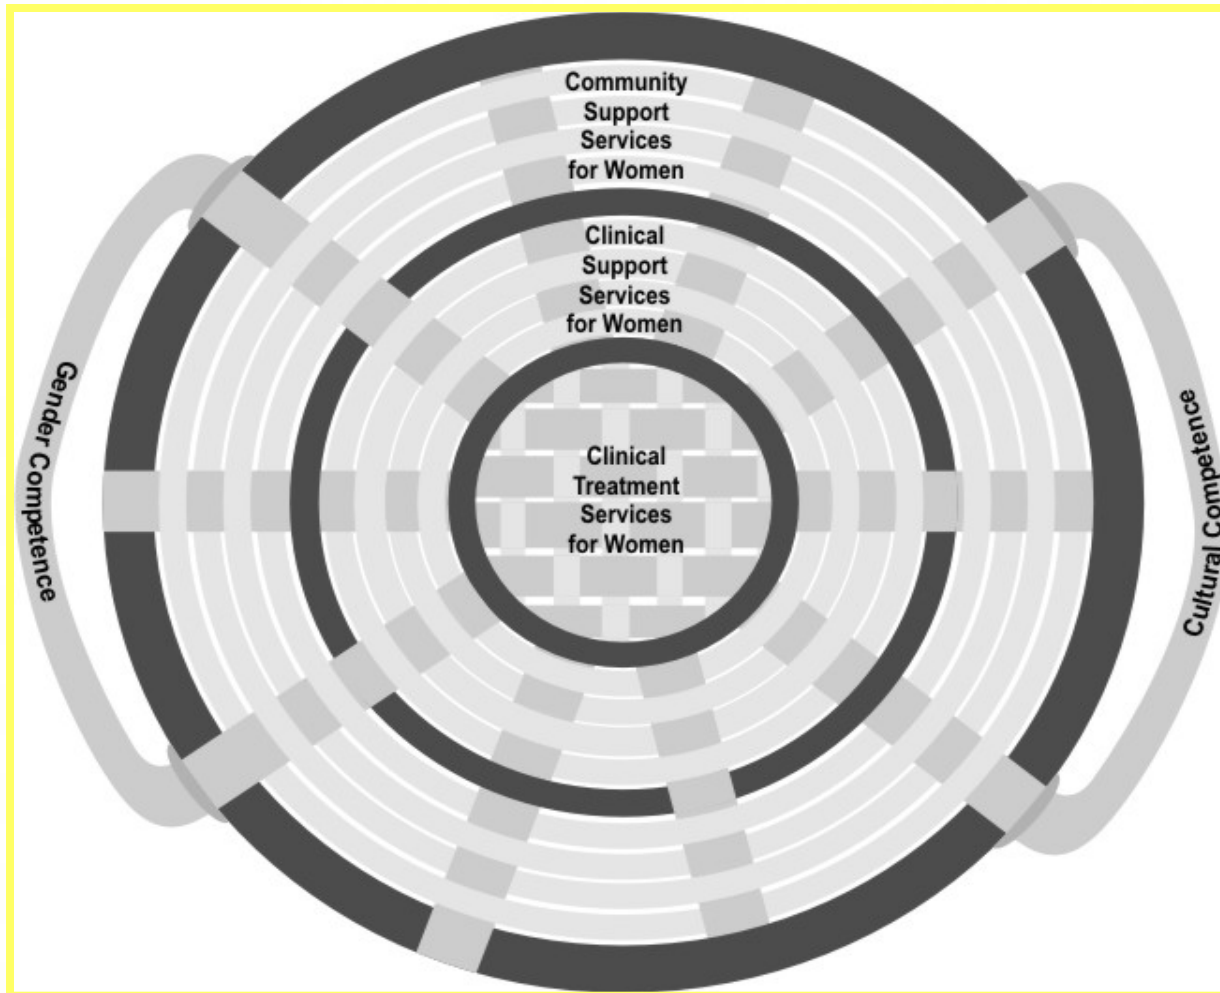 Community
Support
Services
for Women
Clinical
Support
Services
for Women
Clinical
Treatment
Services
for Women
Gender Competence
Cultural Competence